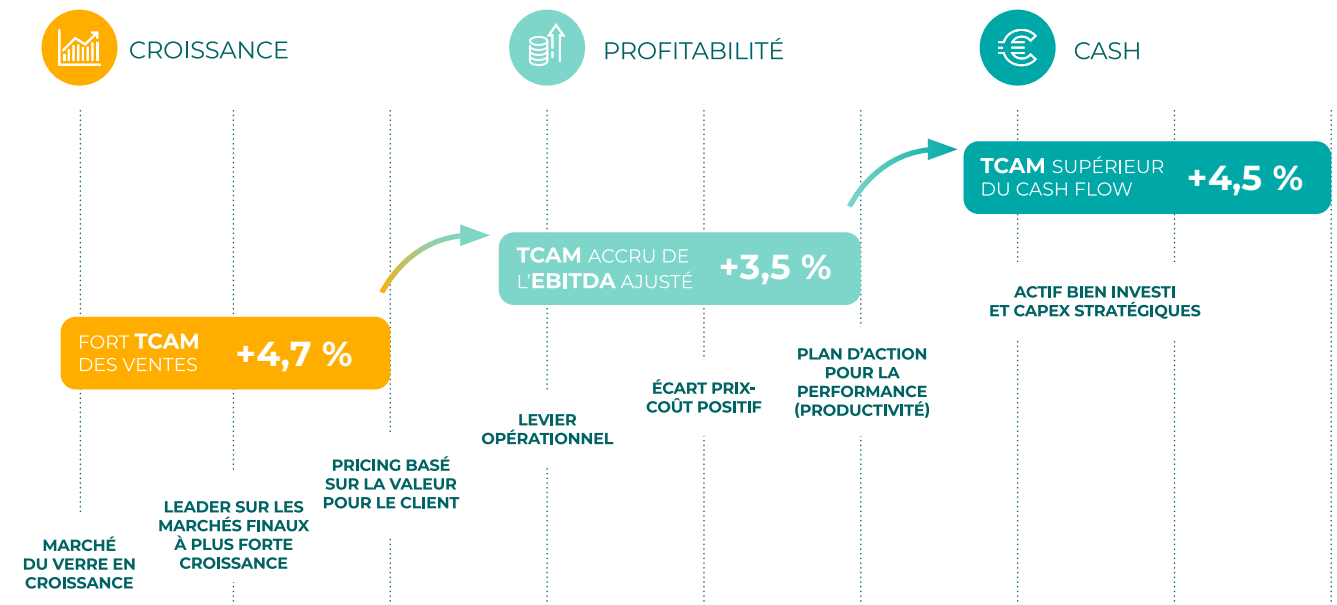 CROISSANCE
PROFITABILITÉ
CASH
FORT TCAM
DES VENTES
+4,7 %
TCAM ACCRU DE
L'EBITDA AJUSTÉ
+3,5 %
TCAM SUPÉRIEUR
DU CASH FLOW
+4,5 %
MARCHÉ
DU VERRE EN
CROISSANCE
LEADER SUR LES
MARCHÉS FINAUX
À PLUS FORTE
CROISSANCE
PRICING BASÉ
SUR LA VALEUR
POUR LE CLIENT
LEVIER
OPÉRATIONNEL
ÉCART PRIX-
COÛT POSITIF
PLAN D'ACTION
POUR LA
PERFORMANCE
(PRODUCTIVITÉ)
ACTIF BIEN INVESTI
ET CAPEX STRATÉGIQUES